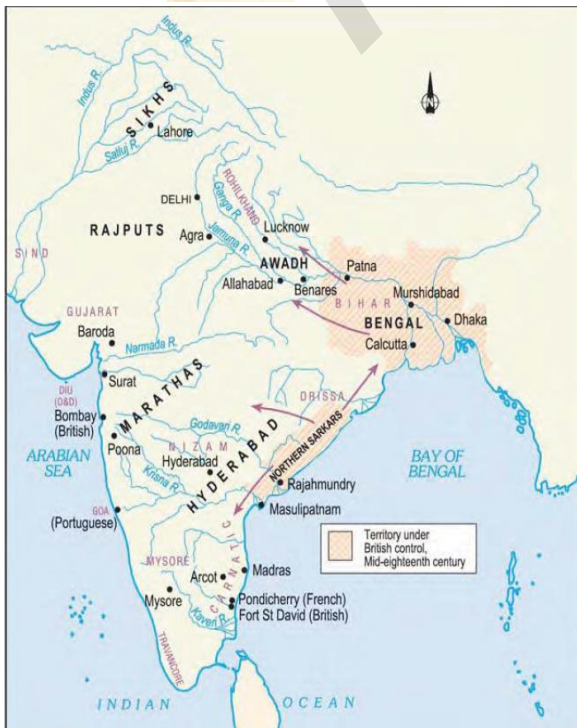 Indus R.
Indus R.
SIKHS
Lahore
Satluj R.
N
DELHI
ROHILKHAND
Ganga R.
RAJPUTS
Agra
Jamuna R.
Lucknow
AWADH
SIND
Allahabad
Benares
Patna
BIHAR
Murshidabad
BENGAL
Dhaka
Calcutta
GUJARAT
Baroda
Narmada R.
Surat
DIU
(D&D)
MARATHAS
ORISSA
Bombay
(British)
Godavari R.
Poona
NIZAM
HYDERABAD
Hyderabad
NORTHERN SARKARS
ARABIAN
SEA
BAY OF
BENGAL
Krisna R.
Rajahmundry
Masulipatnam
GOA
(Portuguese)
Territory under
British control,
Mid-eighteenth century
CARNATIC
MYSORE
Arcot
Madras
Mysore
Pondicherry (French)
Fort St David (British)
Kaveri R.
TRAVANCORE
INDIAN OCEAN